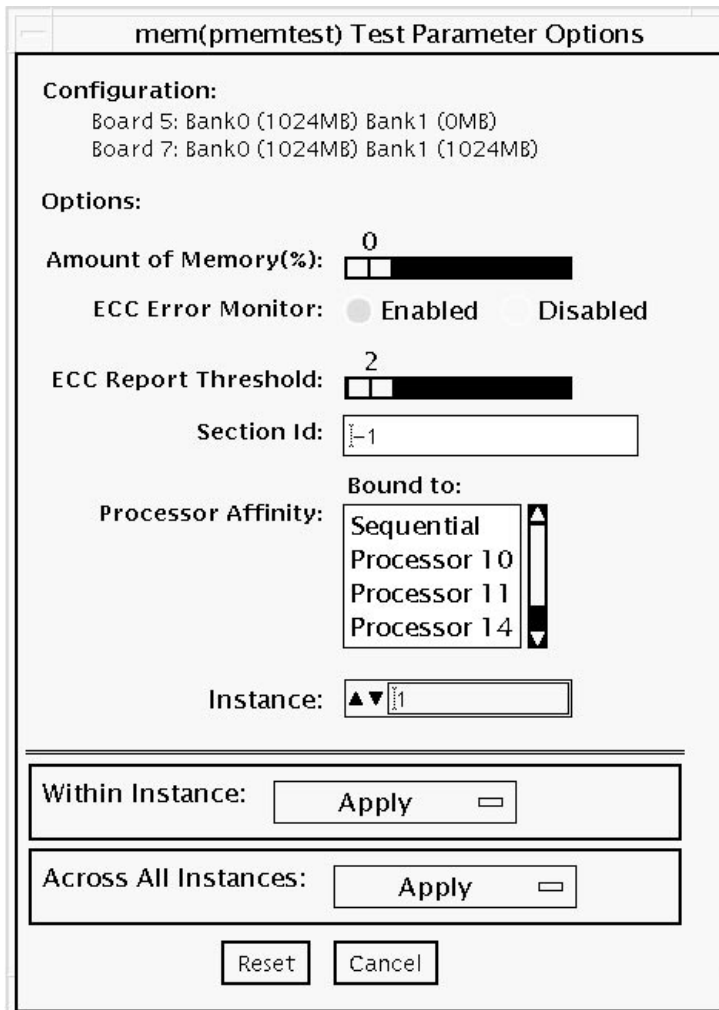 mem(pmemtest) Test Parameter Options
Configuration:
Board 5: Bank0 (1024MB) Bank1 (0MB)
Board 7: Bank0 (1024MB) Bank1 (1024MB)
Options:
0
Amount of Memory(%):
ECC Error Monitor: Enabled Disabled
2
ECC Report Threshold:
Section Id: -1
Bound to:
Processor Affinity:
Sequential
Processor 10
Processor 11
Processor 14
Instance: 1
Within Instance: Apply
Across All Instances: Apply
Reset Cancel